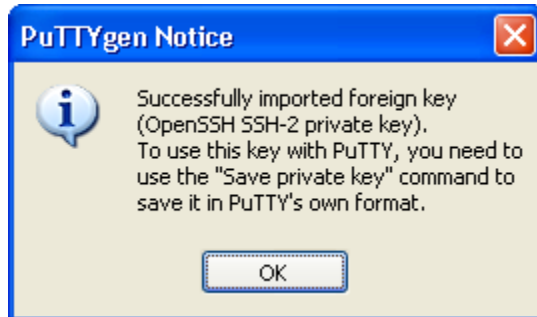 PuTTYgen Notice
Successfully imported foreign key
(OpenSSH SSH-2 private key).
To use this key with PuTTY, you need to
use the "Save private key" command to
save it in PuTTY's own format.
OK